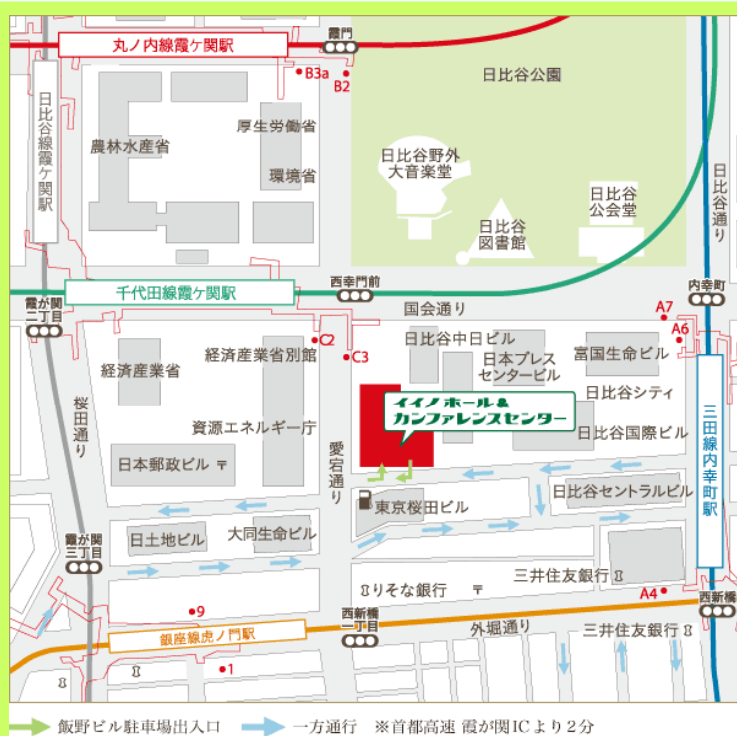 霞門
丸ノ内線霞ケ関駅
B3a
B2
日比谷公園
日比谷線霞ケ関駅
厚生労働省
農林水産省
環境省
日比谷野外
大音楽堂
日比谷
公会堂
日比谷
図書館
日比谷通り
千代田線霞ケ関駅
西幸門前
内幸町
国会通り
霞が関
二丁目
A7
A6
C2
C3
日比谷中日ビル
経済産業省別館
経済産業省
日本プレス
センタービル
富国生命ビル
日比谷シティ
イイノホール&
カンファレンスセンター
桜田通り
資源エネルギー庁
日比谷国際ビル
三田線内幸町駅
愛宕通り
日本郵政ビル 〒
日比谷セントラルビル
東京桜田ビル
日土地ビル
大同生命ビル
霞が関
三丁目
三井住友銀行
りそな銀行 〒
A4
9
西新橋
西新橋
一丁目
外堀通り
三井住友銀行
銀座線虎ノ門駅
1
飯野ビル駐車場出入口 一方通行 ※首都高速 霞が関ICより2分